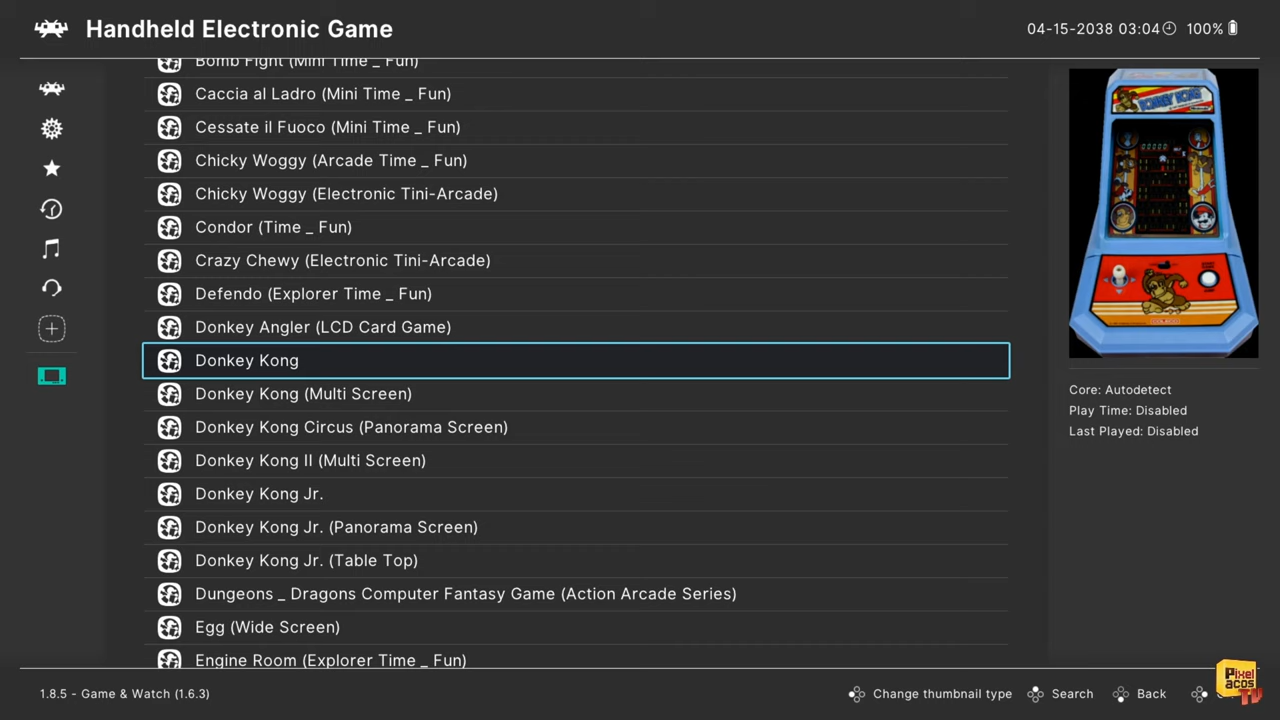 Handheld Electronic Game
04-15-2038 03:04 100%
Bomb Fight (Mini Time _ Fun)
Caccia al Ladro (Mini Time _ Fun)
Cessate il Fuoco (Mini Time _ Fun)
Chicky Woggy (Arcade Time _ Fun)
Chicky Woggy (Electronic Tini-Arcade)
Condor (Time _ Fun)
Crazy Chewy (Electronic Tini-Arcade)
Defendo (Explorer Time _ Fun)
Donkey Angler (LCD Card Game)
Donkey Kong
Donkey Kong (Multi Screen)
Donkey Kong Circus (Panorama Screen)
Donkey Kong II (Multi Screen)
Donkey Kong Jr.
Donkey Kong Jr. (Panorama Screen)
Donkey Kong Jr. (Table Top)
Dungeons _ Dragons Computer Fantasy Game (Action Arcade Series)
Egg (Wide Screen)
Engine Room (Explorer Time _ Fun)
DONKEY KONG
Core: Autodetect
Play Time: Disabled
Last Played: Disabled
1.8.5 - Game & Watch (1.6.3)
Change thumbnail type
Search
Back
Pixel
acos
TV